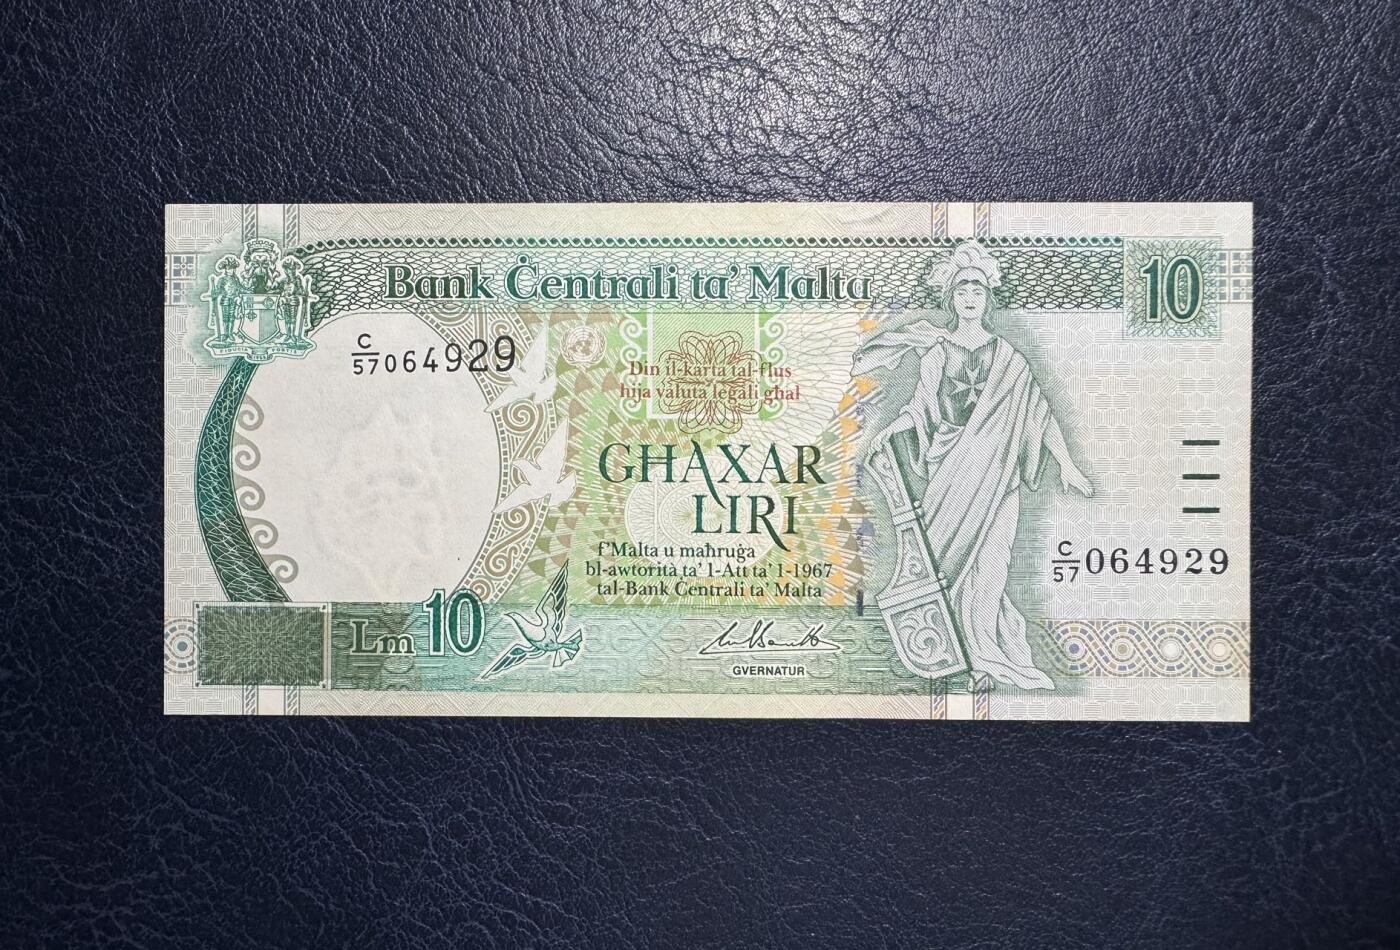 Bank Ċentrali ta' Malta
10
C/57 064929
Din il-karta tal-flus
hija valuta legali għal
GĦAXAR
LIRI
f'Malta u maħruġa
bl-awtorità ta' l-Att ta' l-1967
tal-Bank Ċentrali ta' Malta
C/57 064929
Lm 10
GVERNATUR